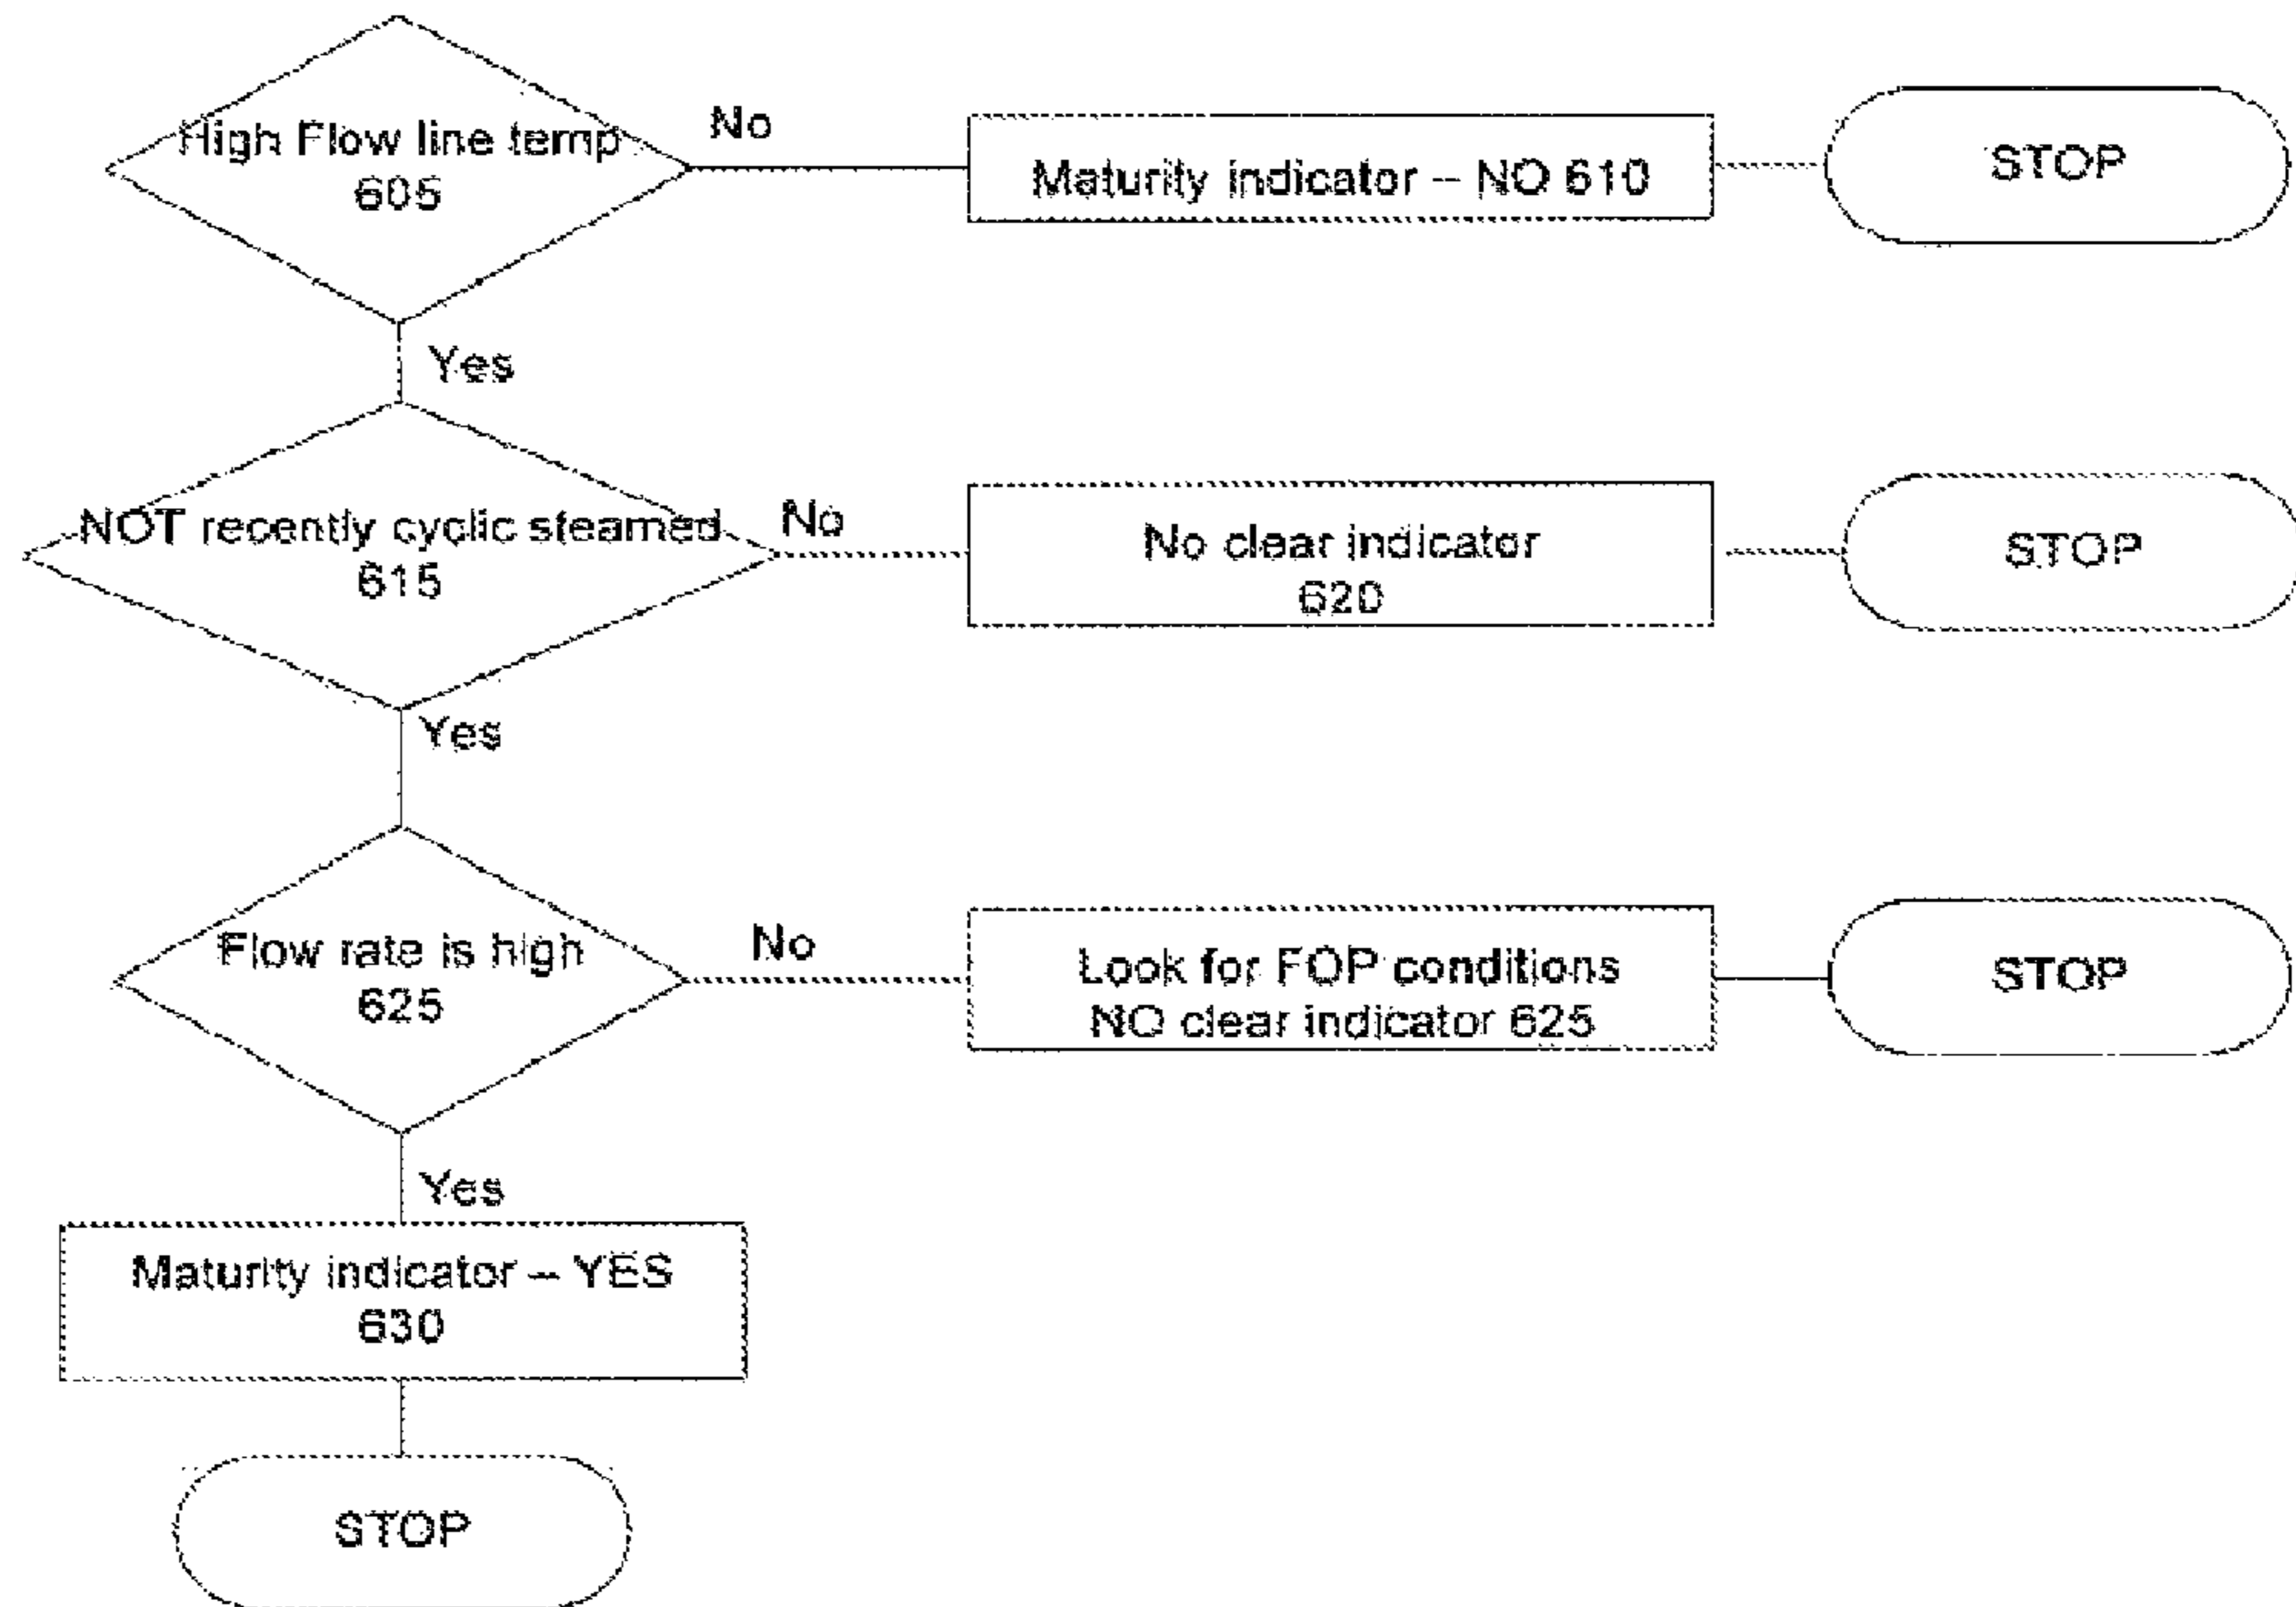 High Flow line temp
605
No
Maturity indicator – NO 610
STOP
Yes
NOT recently cyclic steamed
615
No
No clear indicator
620
STOP
Yes
Flow rate is high
625
No
Look for FOP conditions
NO clear indicator 625
STOP
Yes
Maturity indicator – YES
630
STOP